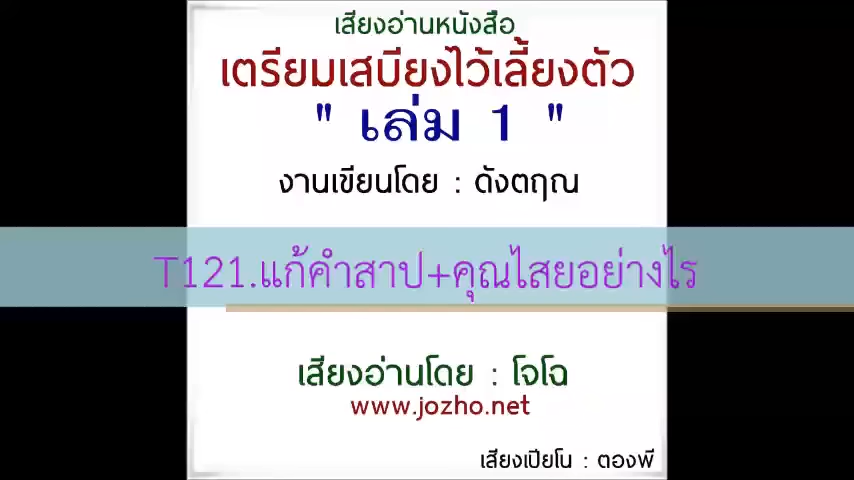 เสียงอ่านหนังสือ
เตรียมเสบียงไว้เลี้ยงตัว
" เล่ม 1 "
งานเขียนโดย : ดังตฤณ
T121.แก้คำสาป+คุณไสยอย่างไร
เสียงอ่านโดย : โจโฉ
www.jozho.net
เสียงเปียโน : ตองพี